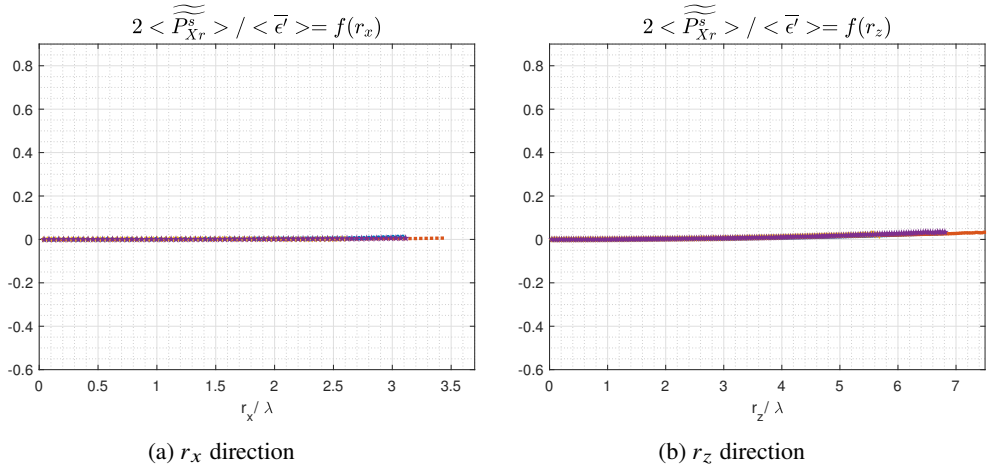 2 < \widetilde{\widetilde{P^s_{Xr}}} > / < \overline{\epsilon'} >= f(r_x)
0.8
0.6
0.4
0.2
0
-0.2
-0.4
-0.6
0 0.5 1 1.5 2 2.5 3 3.5
r_x/ λ
(a) r_x direction
2 < \widetilde{\widetilde{P^s_{Xr}}} > / < \overline{\epsilon'} >= f(r_z)
0.8
0.6
0.4
0.2
0
-0.2
-0.4
-0.6
0 1 2 3 4 5 6 7
r_z/ λ
(b) r_z direction